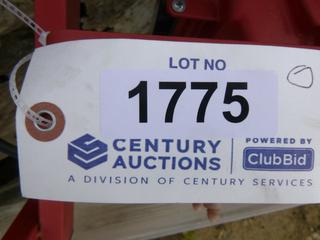 LOT NO
1775
CENTURY
AUCTIONS
POWERED BY
ClubBid
A DIVISION OF CENTURY SERVICES